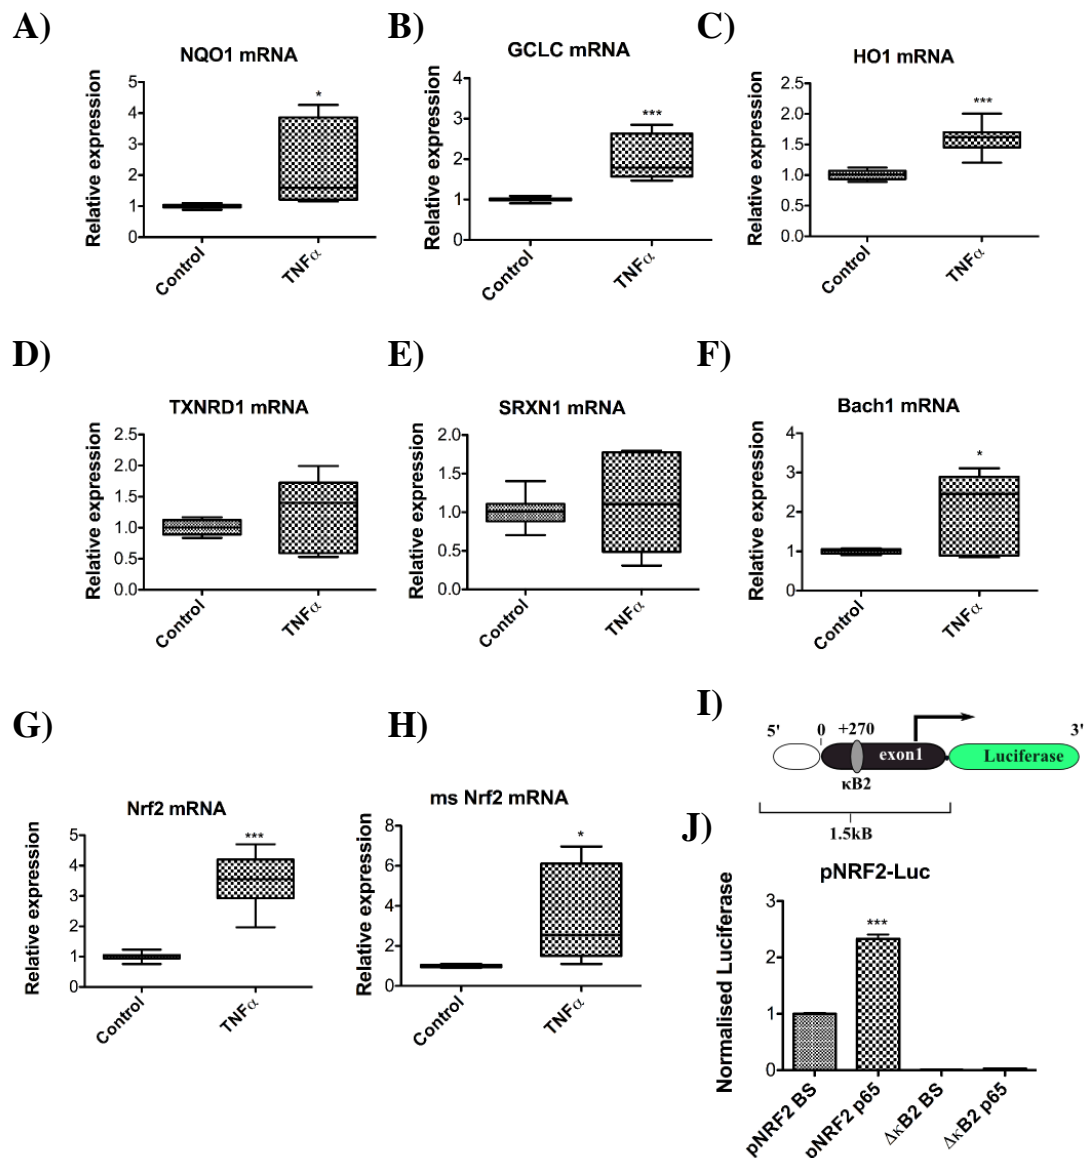 A)
NQO1 mRNA
Relative expression
5
4
3
2
1
0
*
Control
TNFα
B)
GCLC mRNA
Relative expression
4
3
2
1
0
***
Control
TNFα
C)
HO1 mRNA
Relative expression
2.5
2.0
1.5
1.0
0.5
0.0
***
Control
TNFα
D)
TXNRD1 mRNA
Relative expression
2.5
2.0
1.5
1.0
0.5
0.0
Control
TNFα
E)
SRXN1 mRNA
Relative expression
2.0
1.5
1.0
0.5
0.0
Control
TNFα
F)
Bach1 mRNA
Relative expression
4
3
2
1
0
*
Control
TNFα
G)
Nrf2 mRNA
Relative expression
5
4
3
2
1
0
***
Control
TNFα
H)
ms Nrf2 mRNA
Relative expression
8
6
4
2
0
*
Control
TNFα
I)
5' 0 +270 3'
exon1 Luciferase
κB2
1.5kB
J)
pNRF2-Luc
Normalised Luciferase
3
2
1
0
***
pNRF2 BS
pNRF2 p65
ΔκB2 BS
ΔκB2 p65